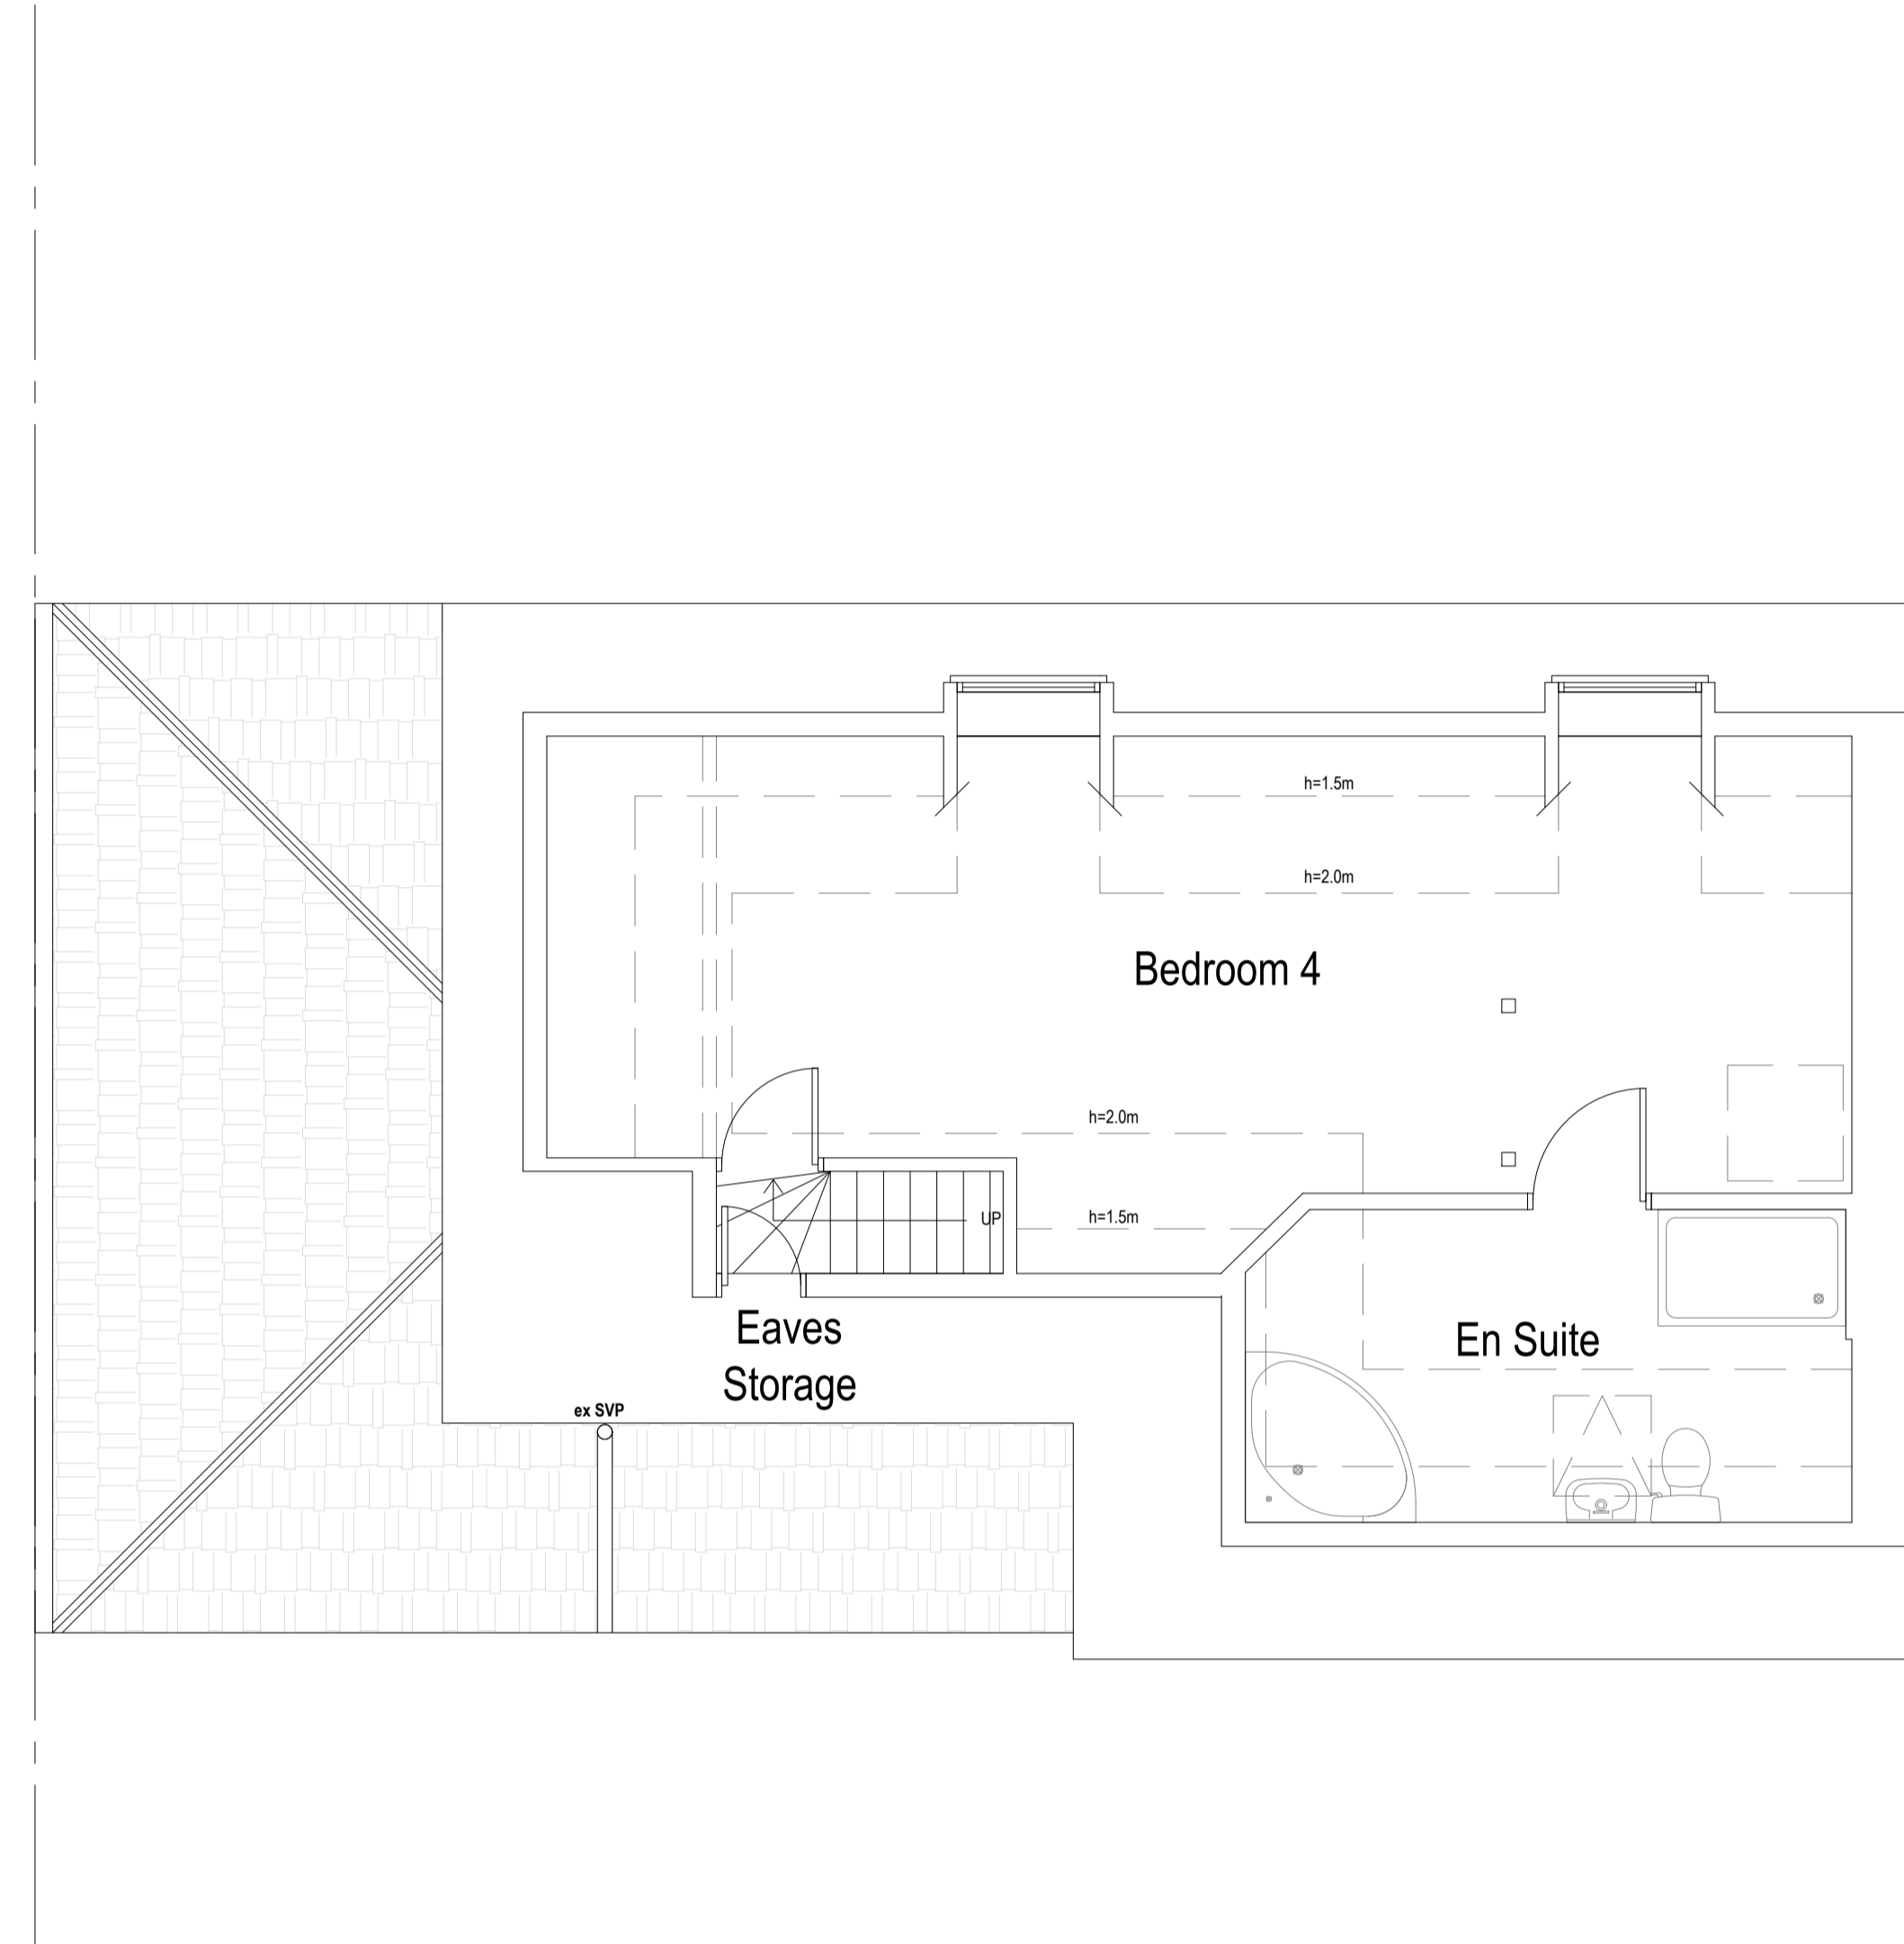 h=1.5m
h=2.0m
Bedroom 4
h=2.0m
h=1.5m
UP
Eaves
Storage
En Suite
ex SVP